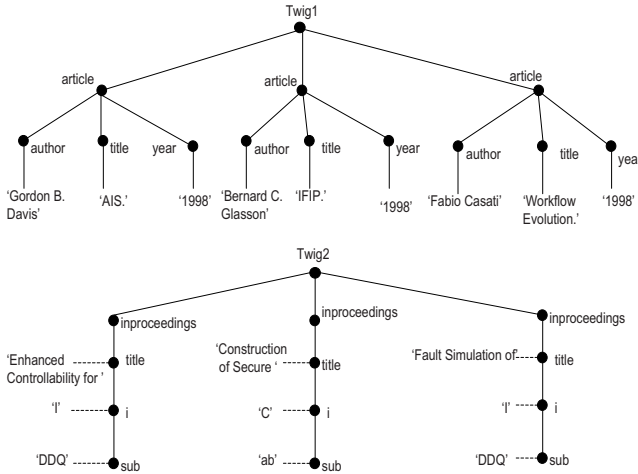 Twig1
article article article
author title year author title year author title yea
‘Gordon B. Davis’ ‘AIS.’ ‘1998’ ‘Bernard C. Glasson’ ‘IFIP.’ ‘1998’ ‘Fabio Casati’ ‘Workflow Evolution.’ ‘1998’
Twig2
inproceedings inproceedings inproceedings
‘Enhanced Controllability for ’ title ‘Construction of Secure ‘ title ‘Fault Simulation of’ title
‘I’ i ‘C’ i ‘I’ i
‘DDQ’ sub ‘ab’ sub ‘DDQ’ sub